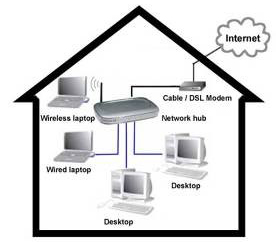 Internet
Cable / DSL Modem
Wireless laptop
Network hub
Wired laptop
Desktop
Desktop